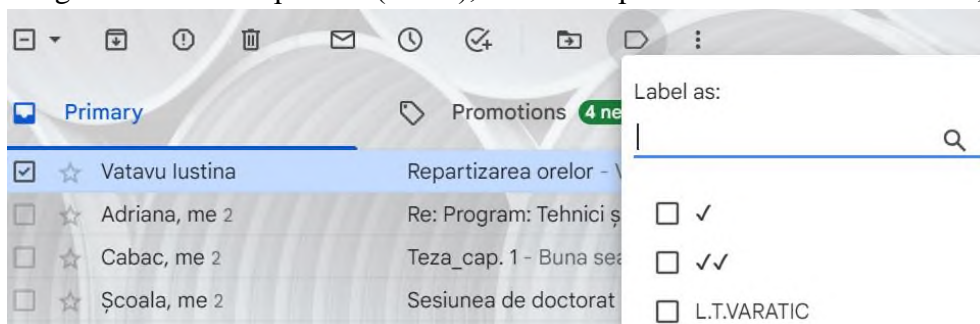 Primary
Promotions 4 ne
Label as:
Vatavu Iustina
Repartizarea orelor -
Adriana, me 2
Re: Program: Tehnici ș
✓
Cabac, me 2
Teza_cap. 1 - Buna sea
✓✓
Școala, me 2
Sesiunea de doctorat
L.T.VARATIC